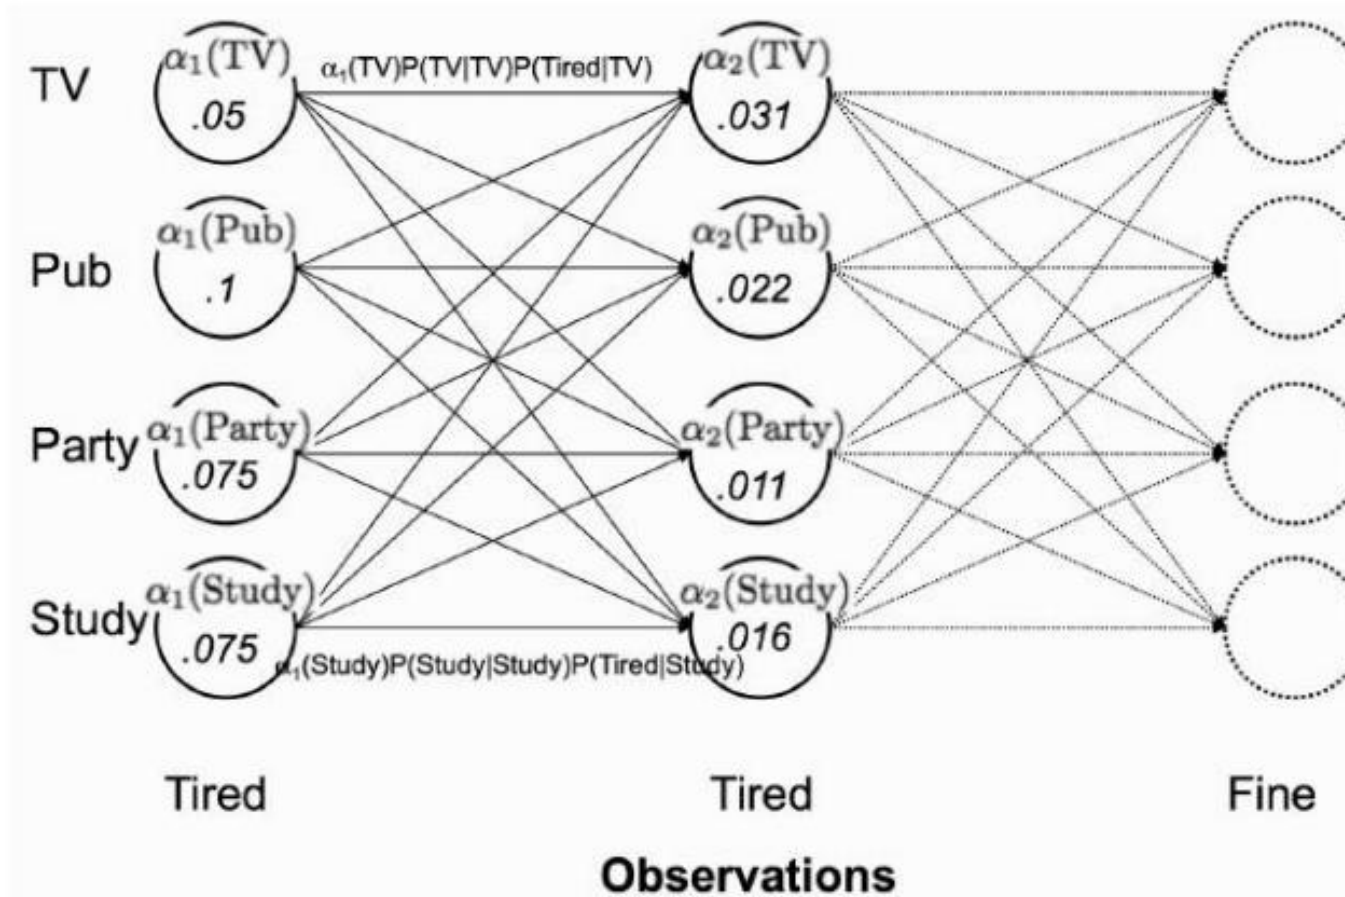 TV
α₁(TV)
.05
α₁(TV)P(TV|TV)P(Tired|TV)
α₂(TV)
.031
Pub
α₁(Pub)
.1
α₂(Pub)
.022
Party
α₁(Party)
.075
α₂(Party)
.011
Study
α₁(Study)
.075
α₁(Study)P(Study|Study)P(Tired|Study)
α₂(Study)
.016
Tired Tired Fine
Observations